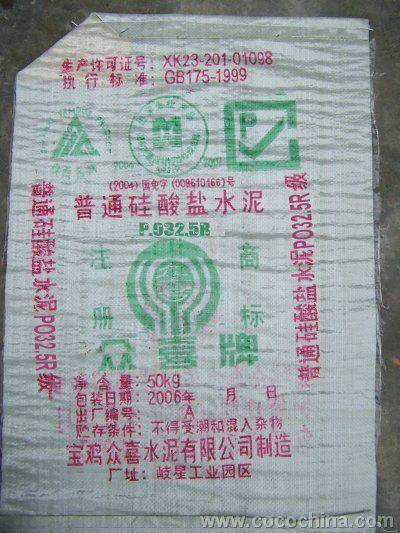 生产许可证号: XK23-201-01098
执行标准: GB175-1999
M
P
(2004)国免字(00861016６)号
普通硅酸盐水泥
P.O32.5R
注 商
册 标
众喜牌
普通硅酸盐水泥PO32.5R级
普通硅酸盐水泥PO32.5R级
净含量: 50kg
包装日期: 2006年 月 日
出厂编号: A
贮存条件: 不得受潮和混入杂物
宝鸡众喜水泥有限公司制造
厂址: 岐星工业园区
www.cocochina.com